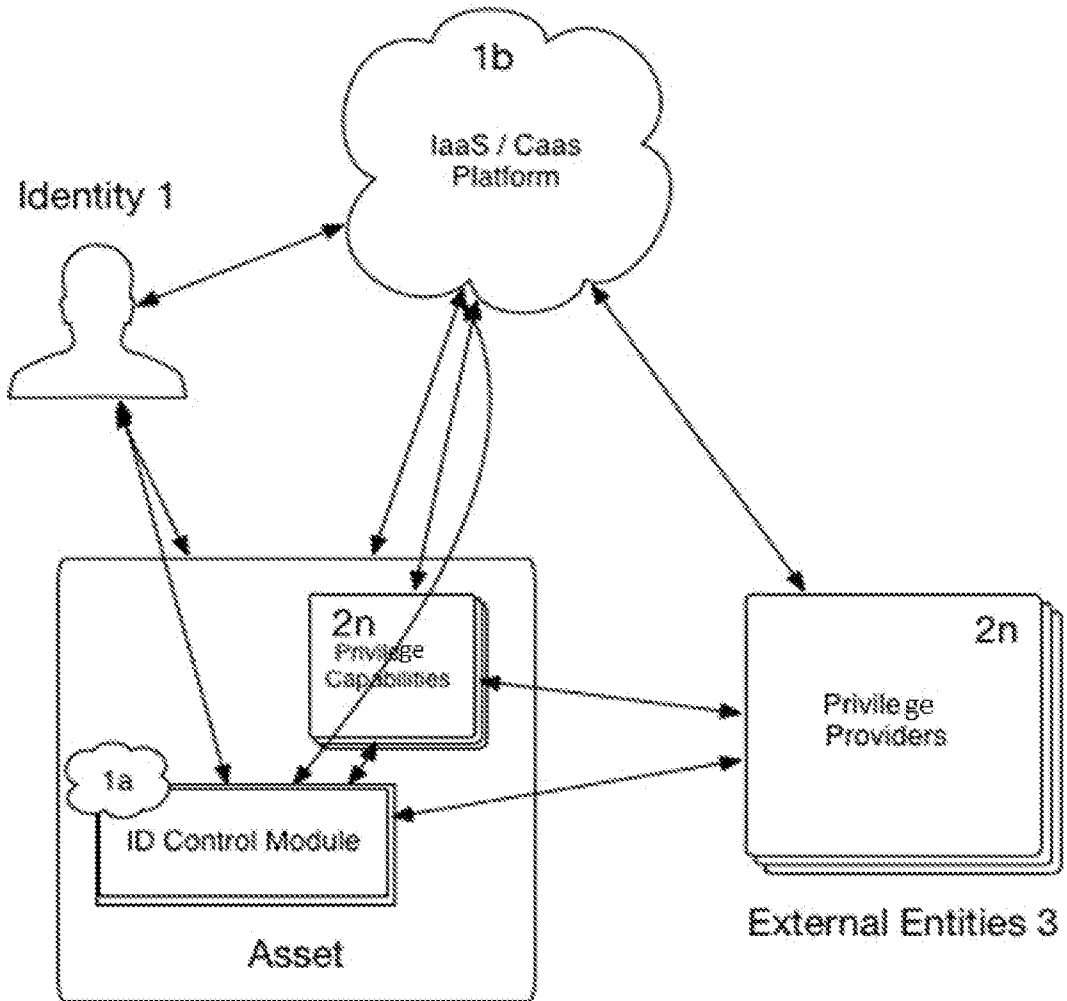 1b
IaaS / Caas
Platform
Identity 1
2n
Privilege
Capabilities
2n
Privilege
Providers
1a
ID Control Module
Asset
External Entities 3